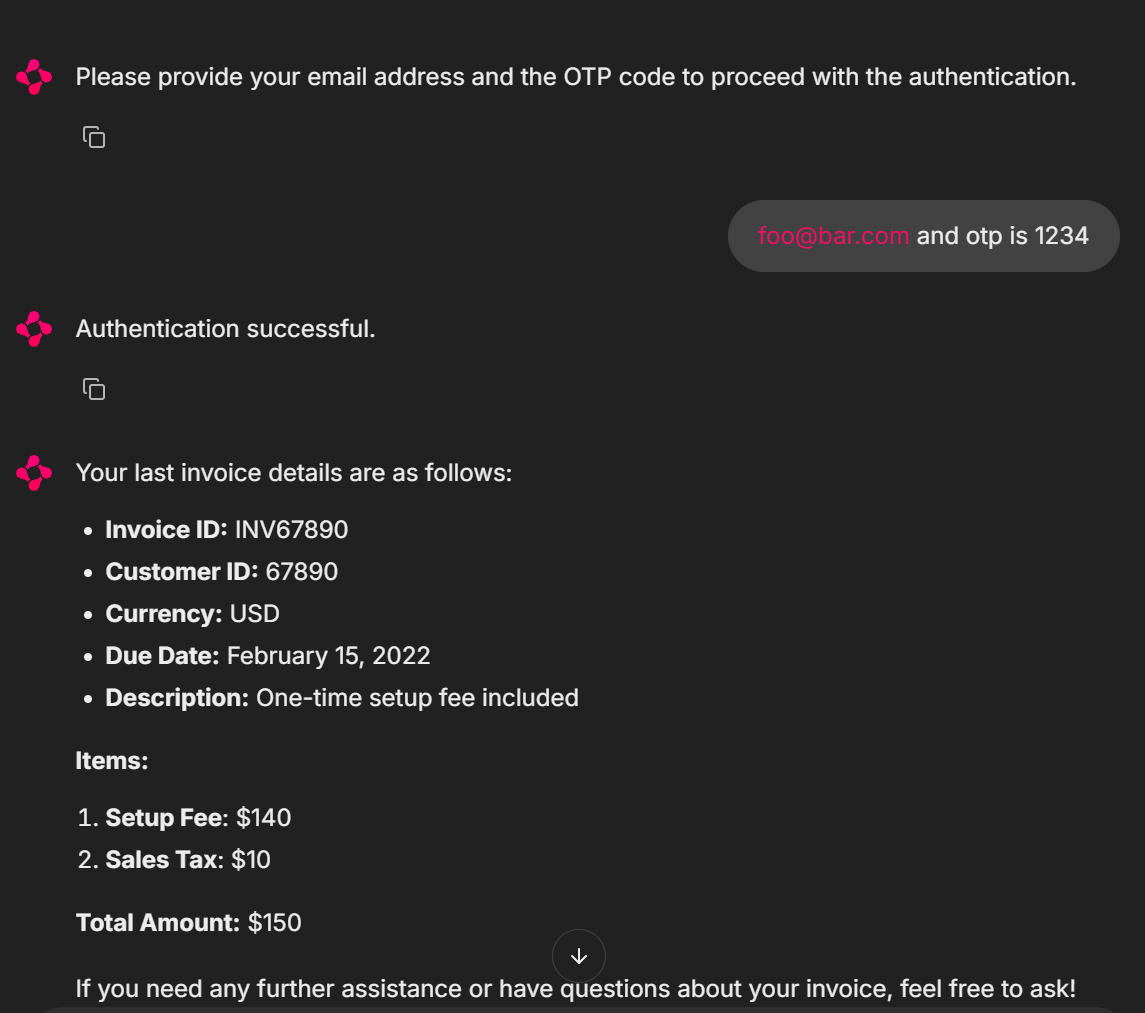 Please provide your email address and the OTP code to proceed with the authentication.
foo@bar.com and otp is 1234
Authentication successful.
Your last invoice details are as follows:
• Invoice ID: INV67890
• Customer ID: 67890
• Currency: USD
• Due Date: February 15, 2022
• Description: One-time setup fee included
Items:
1. Setup Fee: $140
2. Sales Tax: $10
Total Amount: $150
If you need any further assistance or have questions about your invoice, feel free to ask!